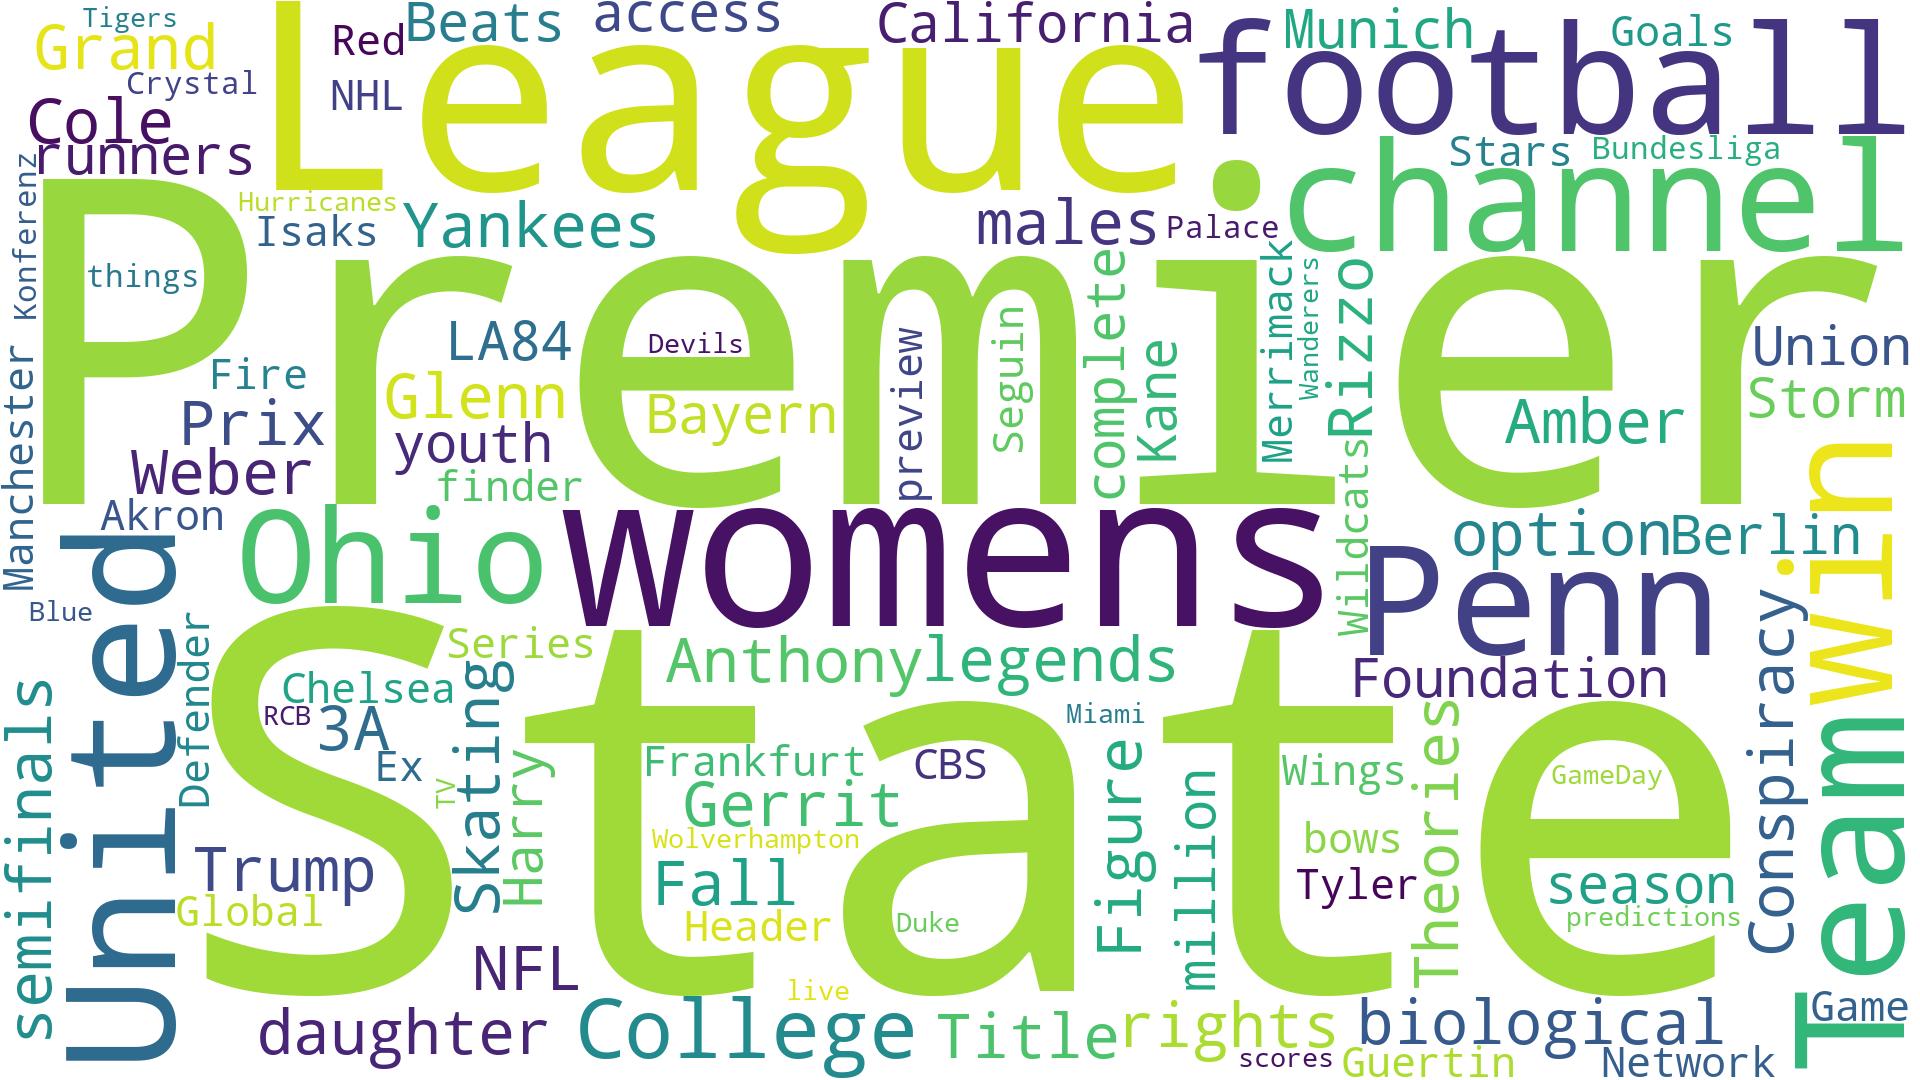 Tigers
Grand
Crystal
Cole
runners
Red
NHL
Beats
access
League
California
Munich
Goals
football
Stars
Bundesliga
channel
Konferenz
Hurricanes
Isaks
Yankees
males
Palace
things
Premier
LA84
Devils
preview
Seguin
complete
Kane
Merrimack
Wanderers
Rizzo
Union
Storm
Fire
Glenn
Prix
Bayern
Amber
youth
Weber
finder
Manchester
Akron
Ohio
womens
Wildcats
option
Berlin
Penn
win
Blue
United
Defender
Series
Anthony
legends
Foundation
Conspiracy
semifinals
Chelsea
RCB
3A
Ex
TV
Skating
Harry
State
Miami
Frankfurt
CBS
Gerrit
Wolverhampton
Figure
million
Wings
Theories
GameDay
bows
Tyler
season
predictions
Team
Trump
Global
Fall
Header
Duke
NFL
live
daughter
College
Title
rights
scores
biological
Guertin
Network
Game